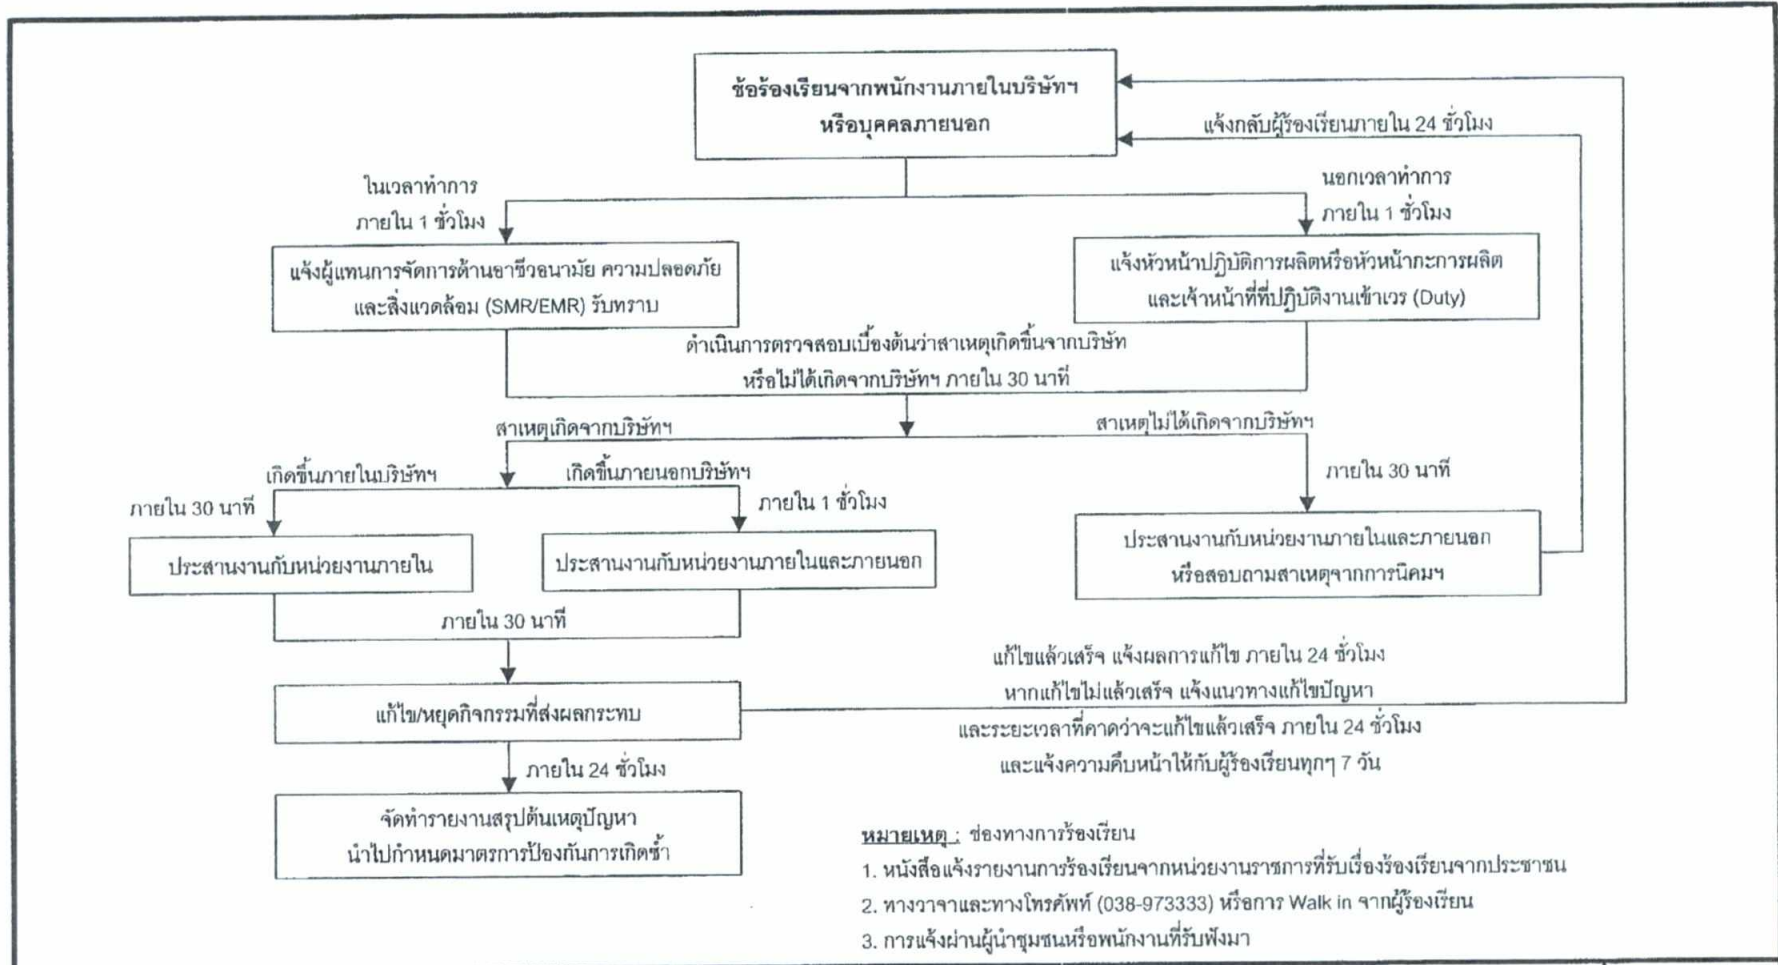 ข้อร้องเรียนจากพนักงานภายในบริษัทฯ
หรือบุคคลภายนอก
แจ้งกลับผู้ร้องเรียนภายใน 24 ชั่วโมง
ในเวลาทำการ
ภายใน 1 ชั่วโมง
นอกเวลาทำการ
ภายใน 1 ชั่วโมง
แจ้งผู้แทนการจัดการด้านอาชีวอนามัย ความปลอดภัย
และสิ่งแวดล้อม (SMR/EMR) รับทราบ
แจ้งหัวหน้าปฏิบัติการผลิตหรือหัวหน้ากะการผลิต
และเจ้าหน้าที่ที่ปฏิบัติงานเข้าเวร (Duty)
ดำเนินการตรวจสอบเบื้องต้นว่าสาเหตุเกิดขึ้นจากบริษัท
หรือไม่ได้เกิดจากบริษัทฯ ภายใน 30 นาที
สาเหตุเกิดจากบริษัทฯ
สาเหตุไม่ได้เกิดจากบริษัทฯ
เกิดขึ้นภายในบริษัทฯ
เกิดขึ้นภายนอกบริษัทฯ
ภายใน 30 นาที
ภายใน 30 นาที
ภายใน 1 ชั่วโมง
ประสานงานกับหน่วยงานภายใน
ประสานงานกับหน่วยงานภายในและภายนอก
ประสานงานกับหน่วยงานภายในและภายนอก
หรือสอบถามสาเหตุจากการนิคมฯ
ภายใน 30 นาที
แก้ไข/หยุดกิจกรรมที่ส่งผลกระทบ
แก้ไขแล้วเสร็จ แจ้งผลการแก้ไข ภายใน 24 ชั่วโมง
หากแก้ไขไม่แล้วเสร็จ แจ้งแนวทางแก้ไขปัญหา
และระยะเวลาที่คาดว่าจะแก้ไขแล้วเสร็จ ภายใน 24 ชั่วโมง
และแจ้งความคืบหน้าให้กับผู้ร้องเรียนทุกๆ 7 วัน
ภายใน 24 ชั่วโมง
จัดทำรายงานสรุปต้นเหตุปัญหา
นำไปกำหนดมาตรการป้องกันการเกิดซ้ำ
หมายเหตุ : ช่องทางการร้องเรียน
1. หนังสือแจ้งรายงานการร้องเรียนจากหน่วยงานราชการที่รับเรื่องร้องเรียนจากประชาชน
2. ทางวาจาและทางโทรศัพท์ (038-973333) หรือการ Walk in จากผู้ร้องเรียน
3. การแจ้งผ่านผู้นำชุมชนหรือพนักงานที่รับฟังมา